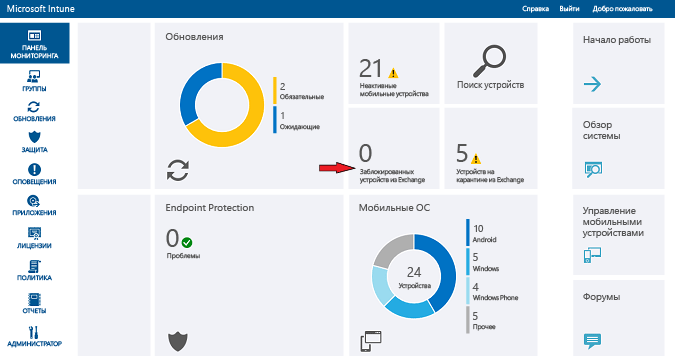 Microsoft Intune
Справка
Выйти
Добро пожаловать
ПАНЕЛЬ
МОНИТОРИНГА
ГРУППЫ
ОБНОВЛЕНИЯ
ЗАЩИТА
ОПОВЕЩЕНИЯ
ПРИЛОЖЕНИЯ
ЛИЦЕНЗИИ
ПОЛИТИКА
ОТЧЕТЫ
АДМИНИСТРАТОР
Обновления
2
Обязательные
1
Ожидающие
21
Неактивные
мобильные устройства
Поиск устройств
0
Заблокированных
устройств из Exchange
5
Устройств на
карантине из Exchange
Endpoint Protection
0
Проблемы
Мобильные ОС
24
Устройства
10
Android
5
Windows
4
Windows Phone
5
Прочее
Начало работы
Обзор
системы
Управление
мобильными
устройствами
Форумы